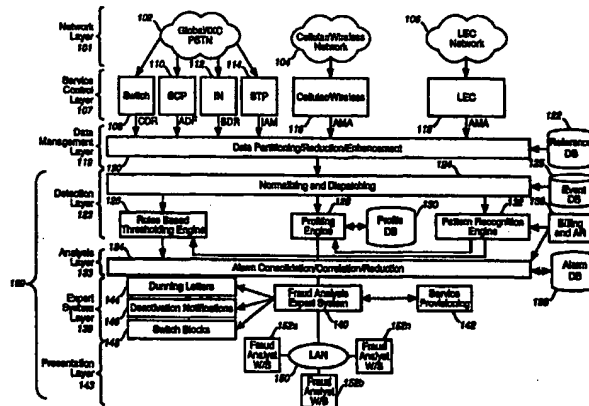 Network
Layer
101
102
Global/IXC
PSTN
Cellular/Wireless
Network
104
106
LEC
Network
Service
Control
Layer
107
110
112
114
Switch
SCP
IN
STP
Cellular/Wireless
LEC
108
CDR
ADF
SDR
IAM
116
AMA
118
AMA
Data
Management
Layer
119
120
Data Partitioning/Reduction/Enhancement
122
Reference
DB
124
Normalizing and Dispatching
Event
DB
Detection
Layer
123
126
Rules Based
Thresholding Engine
128
Profiling
Engine
130
Profile
DB
132
Pattern Recognition
Engine
136
Billing
and AR
Analysis
Layer
133
134
Alarm Consolidation/Correlation/Reduction
Alarm
DB
138
Expert
System
Layer
139
144
Dunning Letters
146
Deactivation Notifications
148
Switch Blocks
Fraud Analysis
Expert System
140
Service
Provisioning
142
Presentation
Layer
143
152a
Fraud
Analyst
W/S
LAN
150
152n
Fraud
Analyst
W/S
Fraud
Analyst
W/S
152b